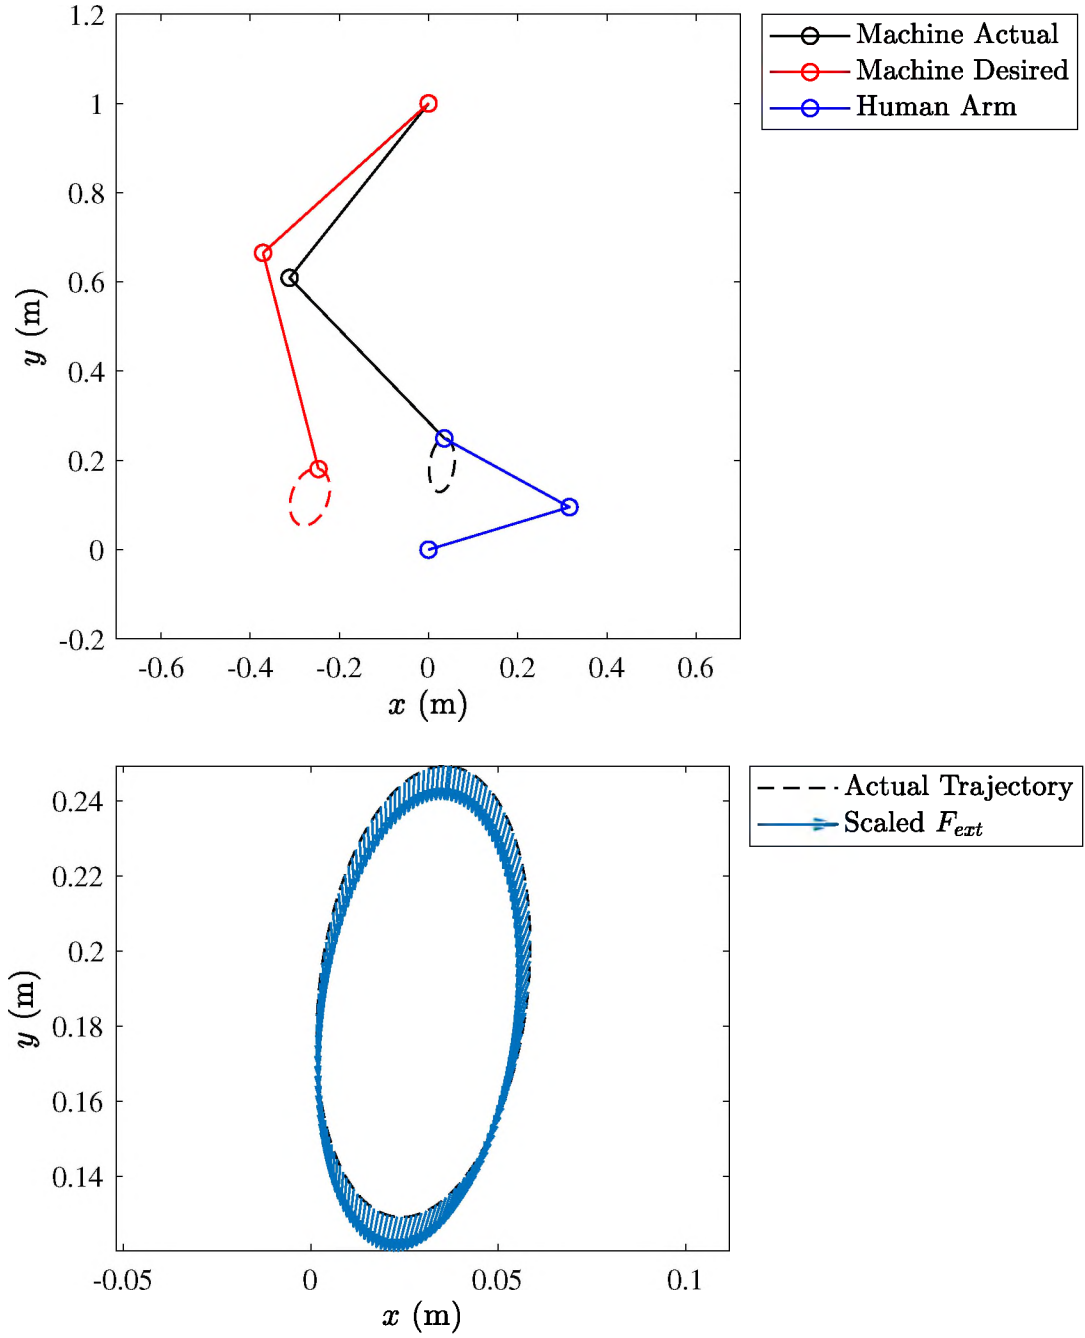 1.2
1
0.8
0.6
0.4
0.2
0
-0.2
y (m)
-0.6 -0.4 -0.2 0 0.2 0.4 0.6
x (m)
Machine Actual
Machine Desired
Human Arm
0.24
0.22
0.2
0.18
0.16
0.14
y (m)
-0.05 0 0.05 0.1
x (m)
Actual Trajectory
Scaled F_ext